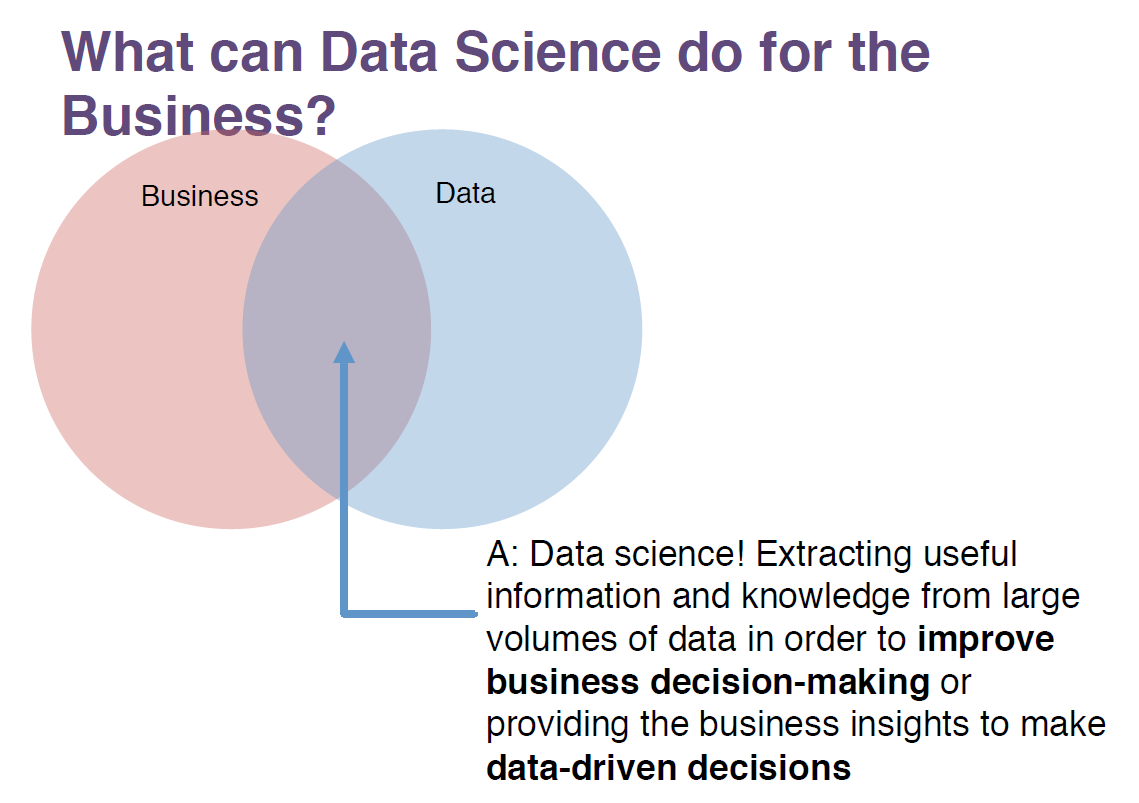 What can Data Science do for the
Business?
Business
Data
A: Data science! Extracting useful
information and knowledge from large
volumes of data in order to improve
business decision-making or
providing the business insights to make
data-driven decisions